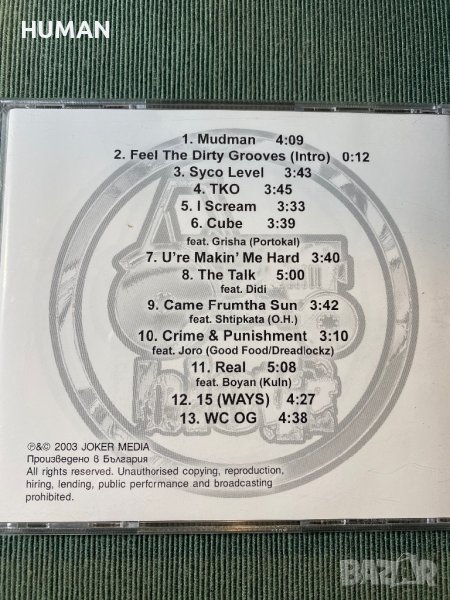 HUMAN
1. Mudman 4:09
2. Feel The Dirty Grooves (Intro) 0:12
3. Syco Level 3:43
4. TKO 3:45
5. I Scream 3:33
6. Cube 3:39
feat. Grisha (Portokal)
7. U're Makin' Me Hard 3:40
8. The Talk 5:00
feat. Didi
9. Came Frumtha Sun 3:42
feat. Shtipkata (O.H.)
10. Crime & Punishment 3:10
feat. Joro (Good Food/Dreadlockz)
11. Real 5:08
feat. Boyan (Kuln)
12. 15 (WAYS) 4:27
13. WC OG 4:38
℗&© 2003 JOKER MEDIA
Произведено в България
All rights reserved. Unauthorised copying, reproduction,
hiring, lending, public performance and broadcasting
prohibited.
BAZAR